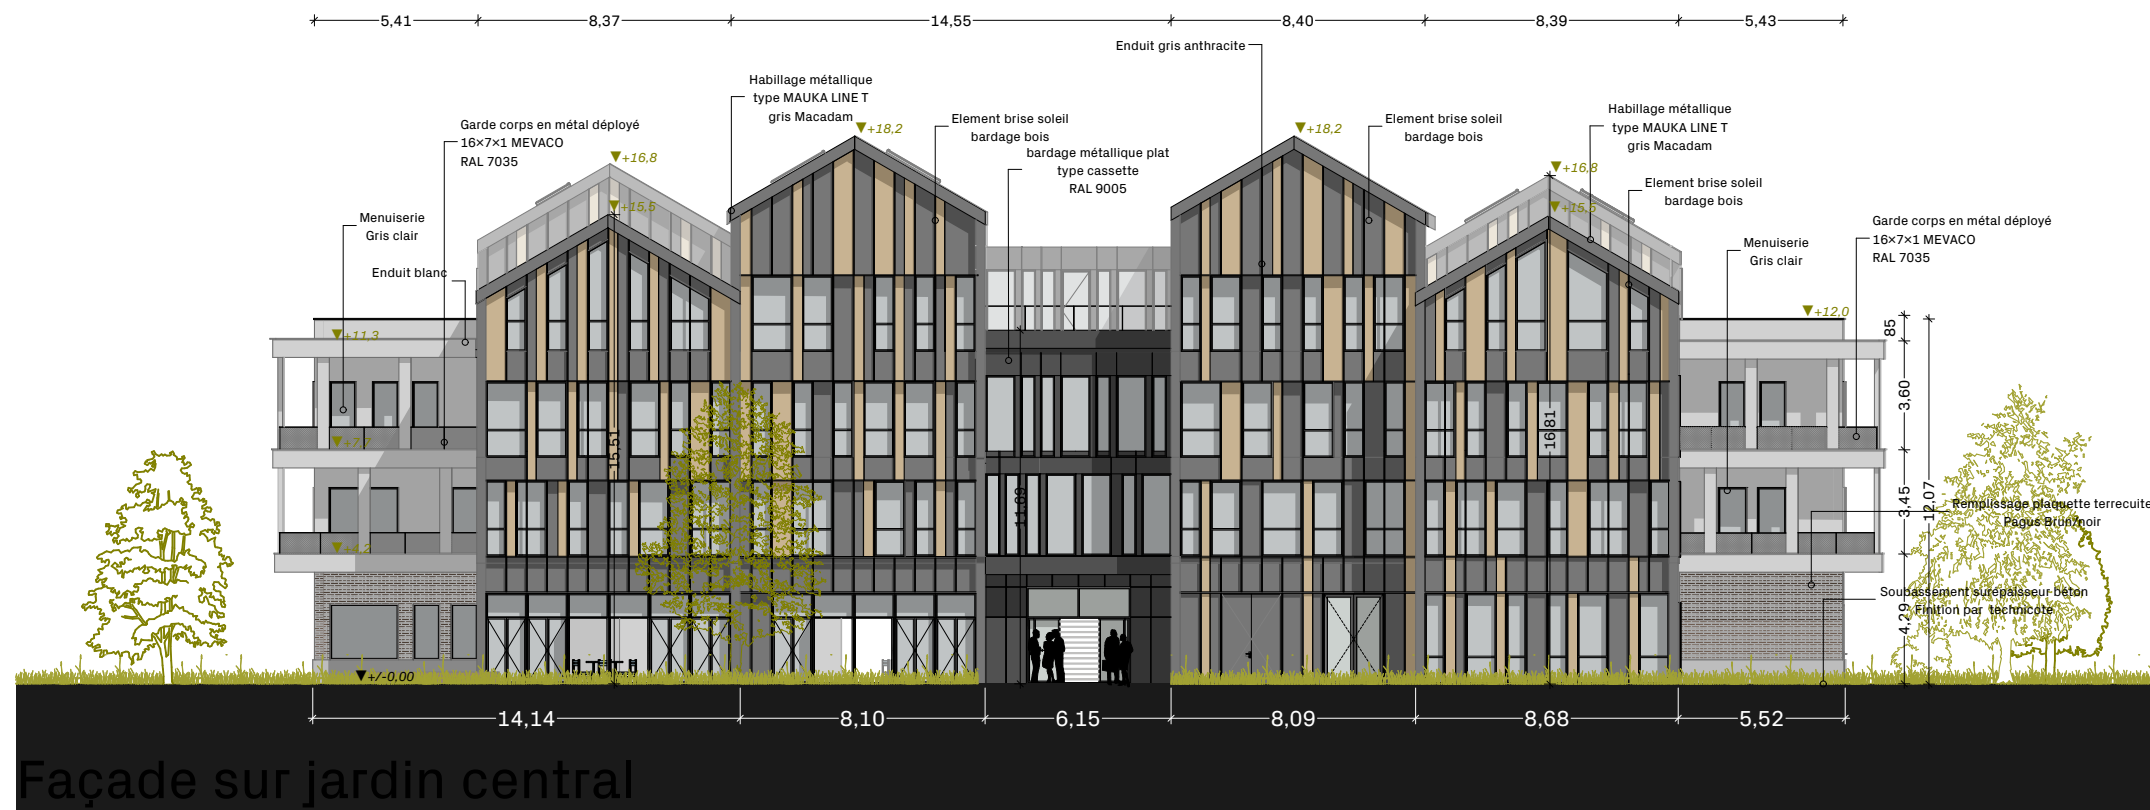 5,41
8,37
14,55
8,40
8,39
5,43
Enduit gris anthracite
Habillage métallique
type MAUKA LINE T
gris Macadam
Garde corps en métal déployé
16×7×1 MEVACO
RAL 7035
Element brise soleil
bardage bois
bardage métallique plat
type cassette
RAL 9005
Element brise soleil
bardage bois
Habillage métallique
type MAUKA LINE T
gris Macadam
Element brise soleil
bardage bois
Garde corps en métal déployé
16×7×1 MEVACO
RAL 7035
Menuiserie
Gris clair
Enduit blanc
Menuiserie
Gris clair
+18,2
+18,2
+16,8
+15,5
+16,8
+15,5
+12,0
+11,3
+7,7
+4,2
+/-0,00
15,51
11,69
16,81
85
3,60
3,45
4,29
12,07
Remplissage plaquette terrecuite
Pagus Brun/noir
Soubassement surépaisseur béton
Finition par technicote
14,14
8,10
6,15
8,09
8,68
5,52
Façade sur jardin central